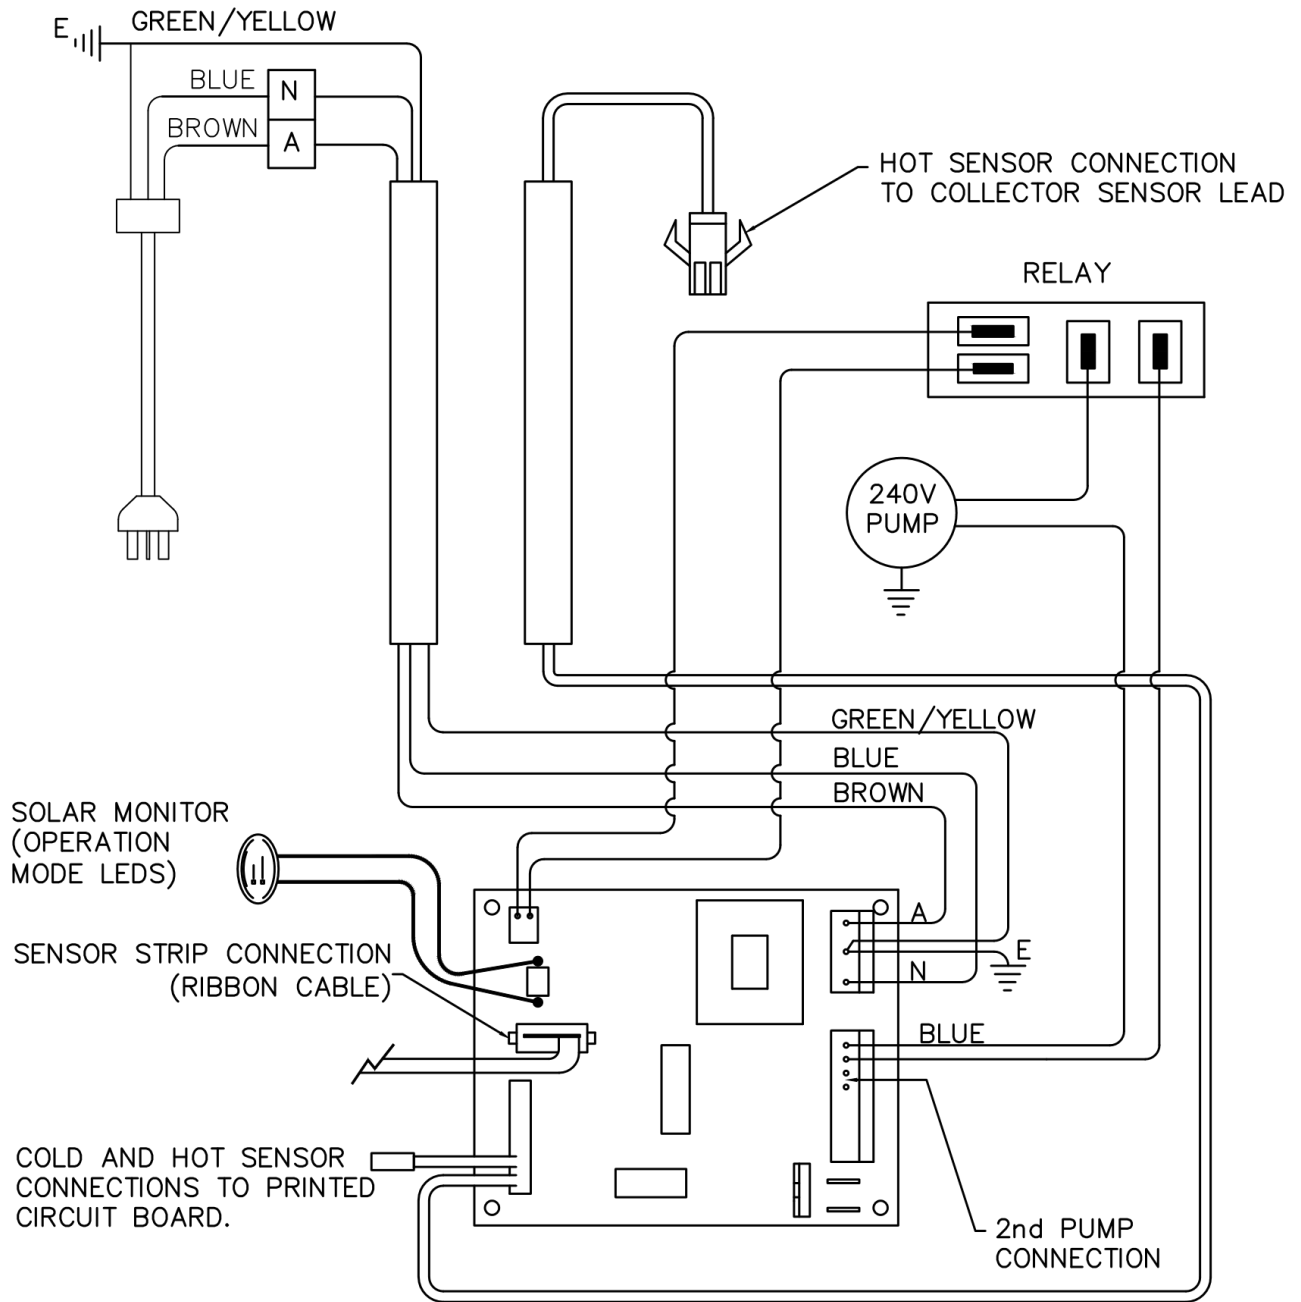 E
GREEN/YELLOW
BLUE
N
BROWN
A
HOT SENSOR CONNECTION
TO COLLECTOR SENSOR LEAD
RELAY
240V
PUMP
GREEN/YELLOW
BLUE
BROWN
SOLAR MONITOR
(OPERATION
MODE LEDS)
A
E
N
SENSOR STRIP CONNECTION
(RIBBON CABLE)
BLUE
COLD AND HOT SENSOR
CONNECTIONS TO PRINTED
CIRCUIT BOARD.
2nd PUMP
CONNECTION